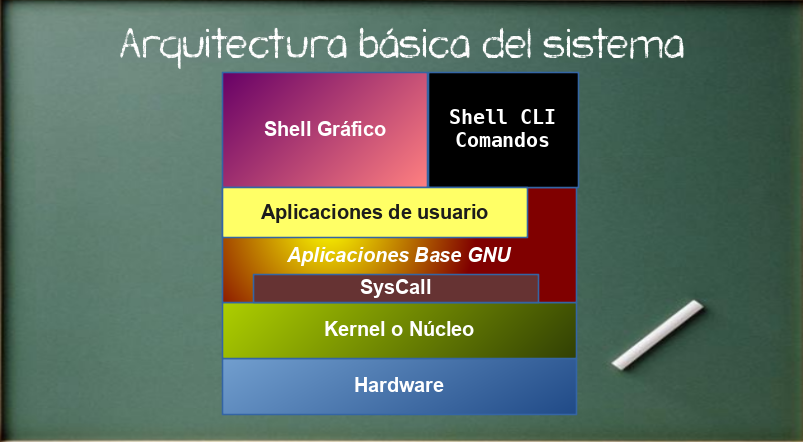 Arquitectura básica del sistema
Shell Gráfico
Shell CLI
Comandos
Aplicaciones de usuario
Aplicaciones Base GNU
SysCall
Kernel o Núcleo
Hardware